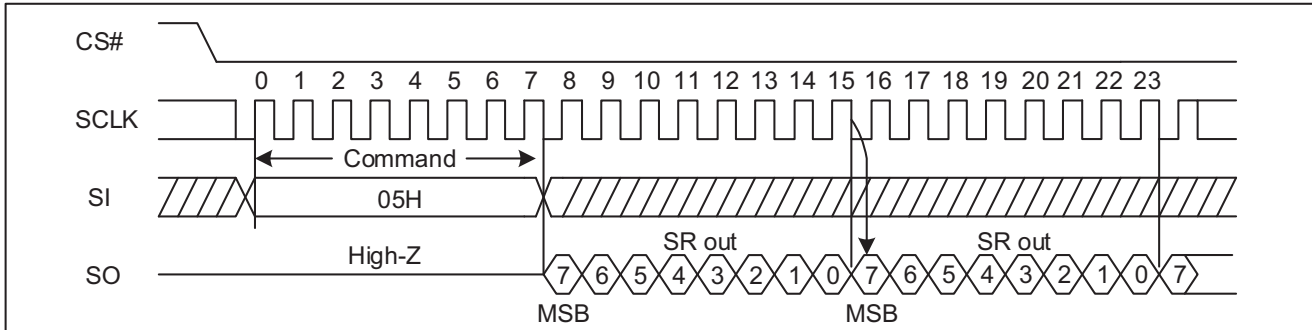 CS#
0 1 2 3 4 5 6 7 8 9 10 11 12 13 14 15 16 17 18 19 20 21 22 23
SCLK
Command
SI
05H
High-Z
SR out
SR out
SO
7 6 5 4 3 2 1 0 7 6 5 4 3 2 1 0 7
MSB
MSB